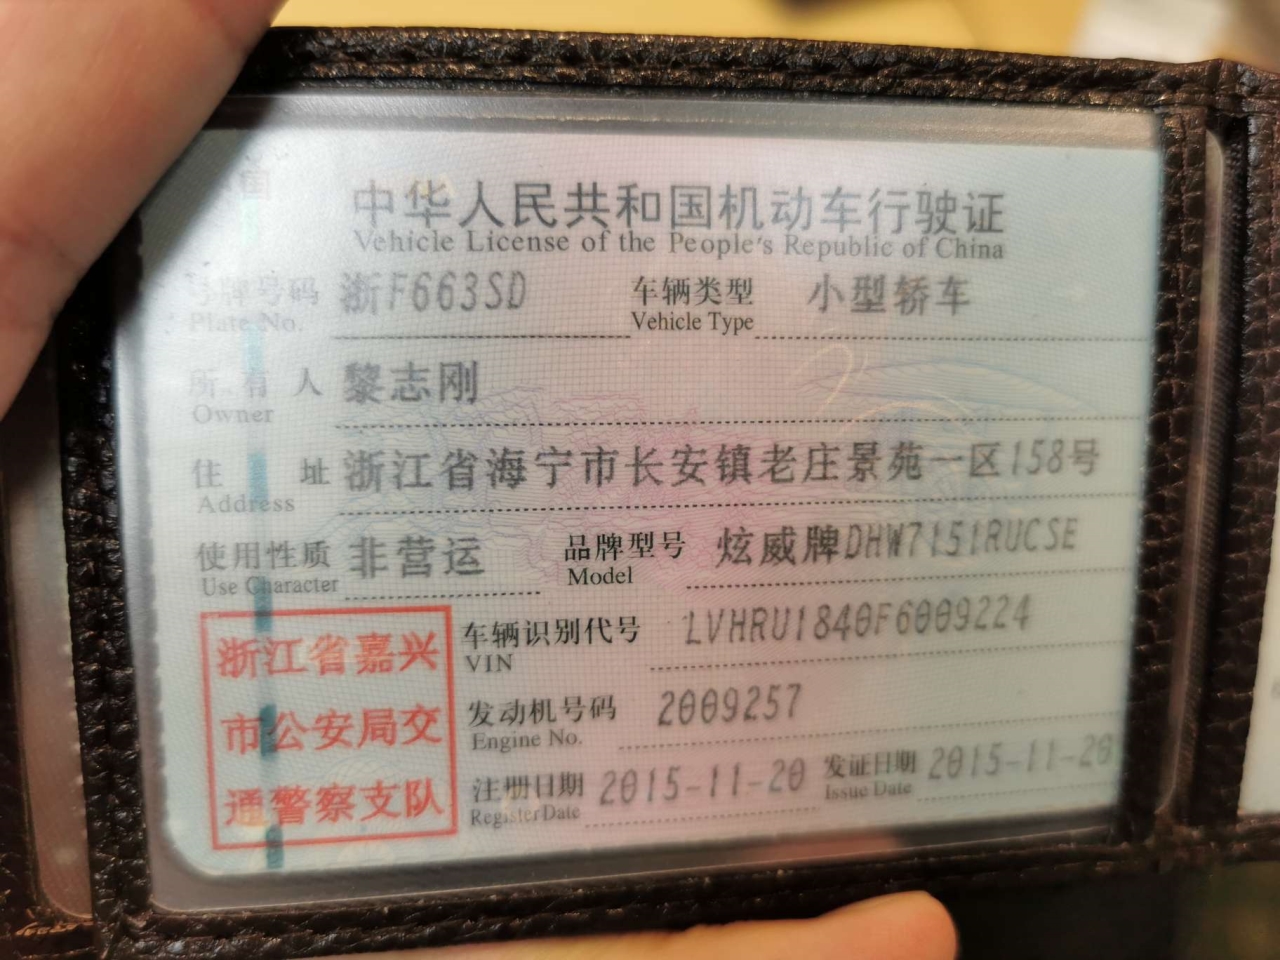 中华人民共和国机动车行驶证
Vehicle License of the People's Republic of China
号牌号码 浙F663SD 车辆类型 小型轿车
Plate No. Vehicle Type
所有人 黎志刚
Owner
住址 浙江省海宁市长安镇老庄景苑一区158号
Address
使用性质 非营运 品牌型号 炫威牌DHW7151RUCSE
Use Character Model
浙江省嘉兴
市公安局交
通警察支队
车辆识别代号 LVHRU1840F6009224
VIN
发动机号码 2009257
Engine No.
注册日期 2015-11-20 发证日期 2015-11-20
Register Date Issue Date